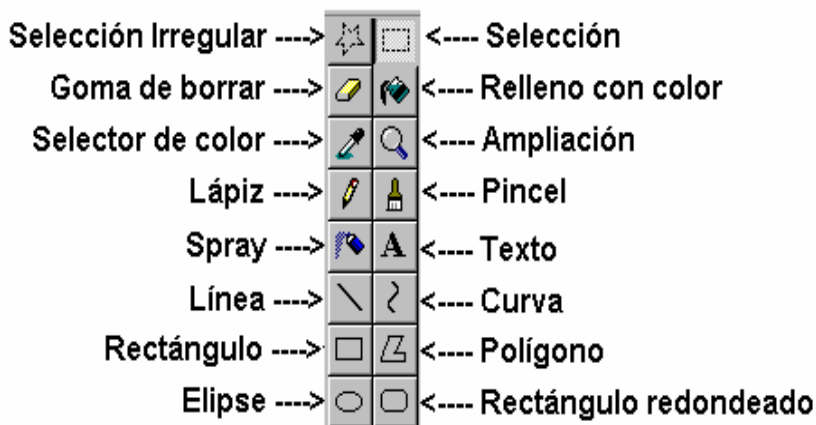 Selección Irregular ----> <---- Selección
Goma de borrar ----> <---- Relleno con color
Selector de color ----> <---- Ampliación
Lápiz ----> <---- Pincel
Spray ----> A <---- Texto
Línea ----> <---- Curva
Rectángulo ----> <---- Polígono
Elipse ----> <---- Rectángulo redondeado